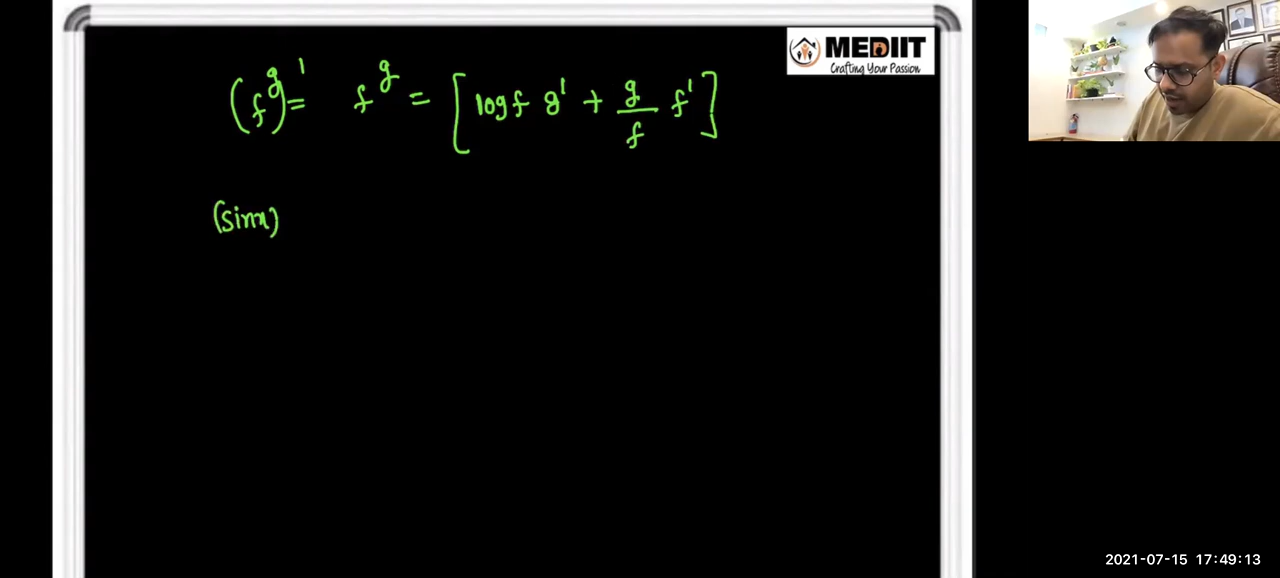 MEDIIT
Crafting Your Passion
(f^g)' = f^g = [log f g' + g/f f']
(sinx)
2021-07-15 17:49:13